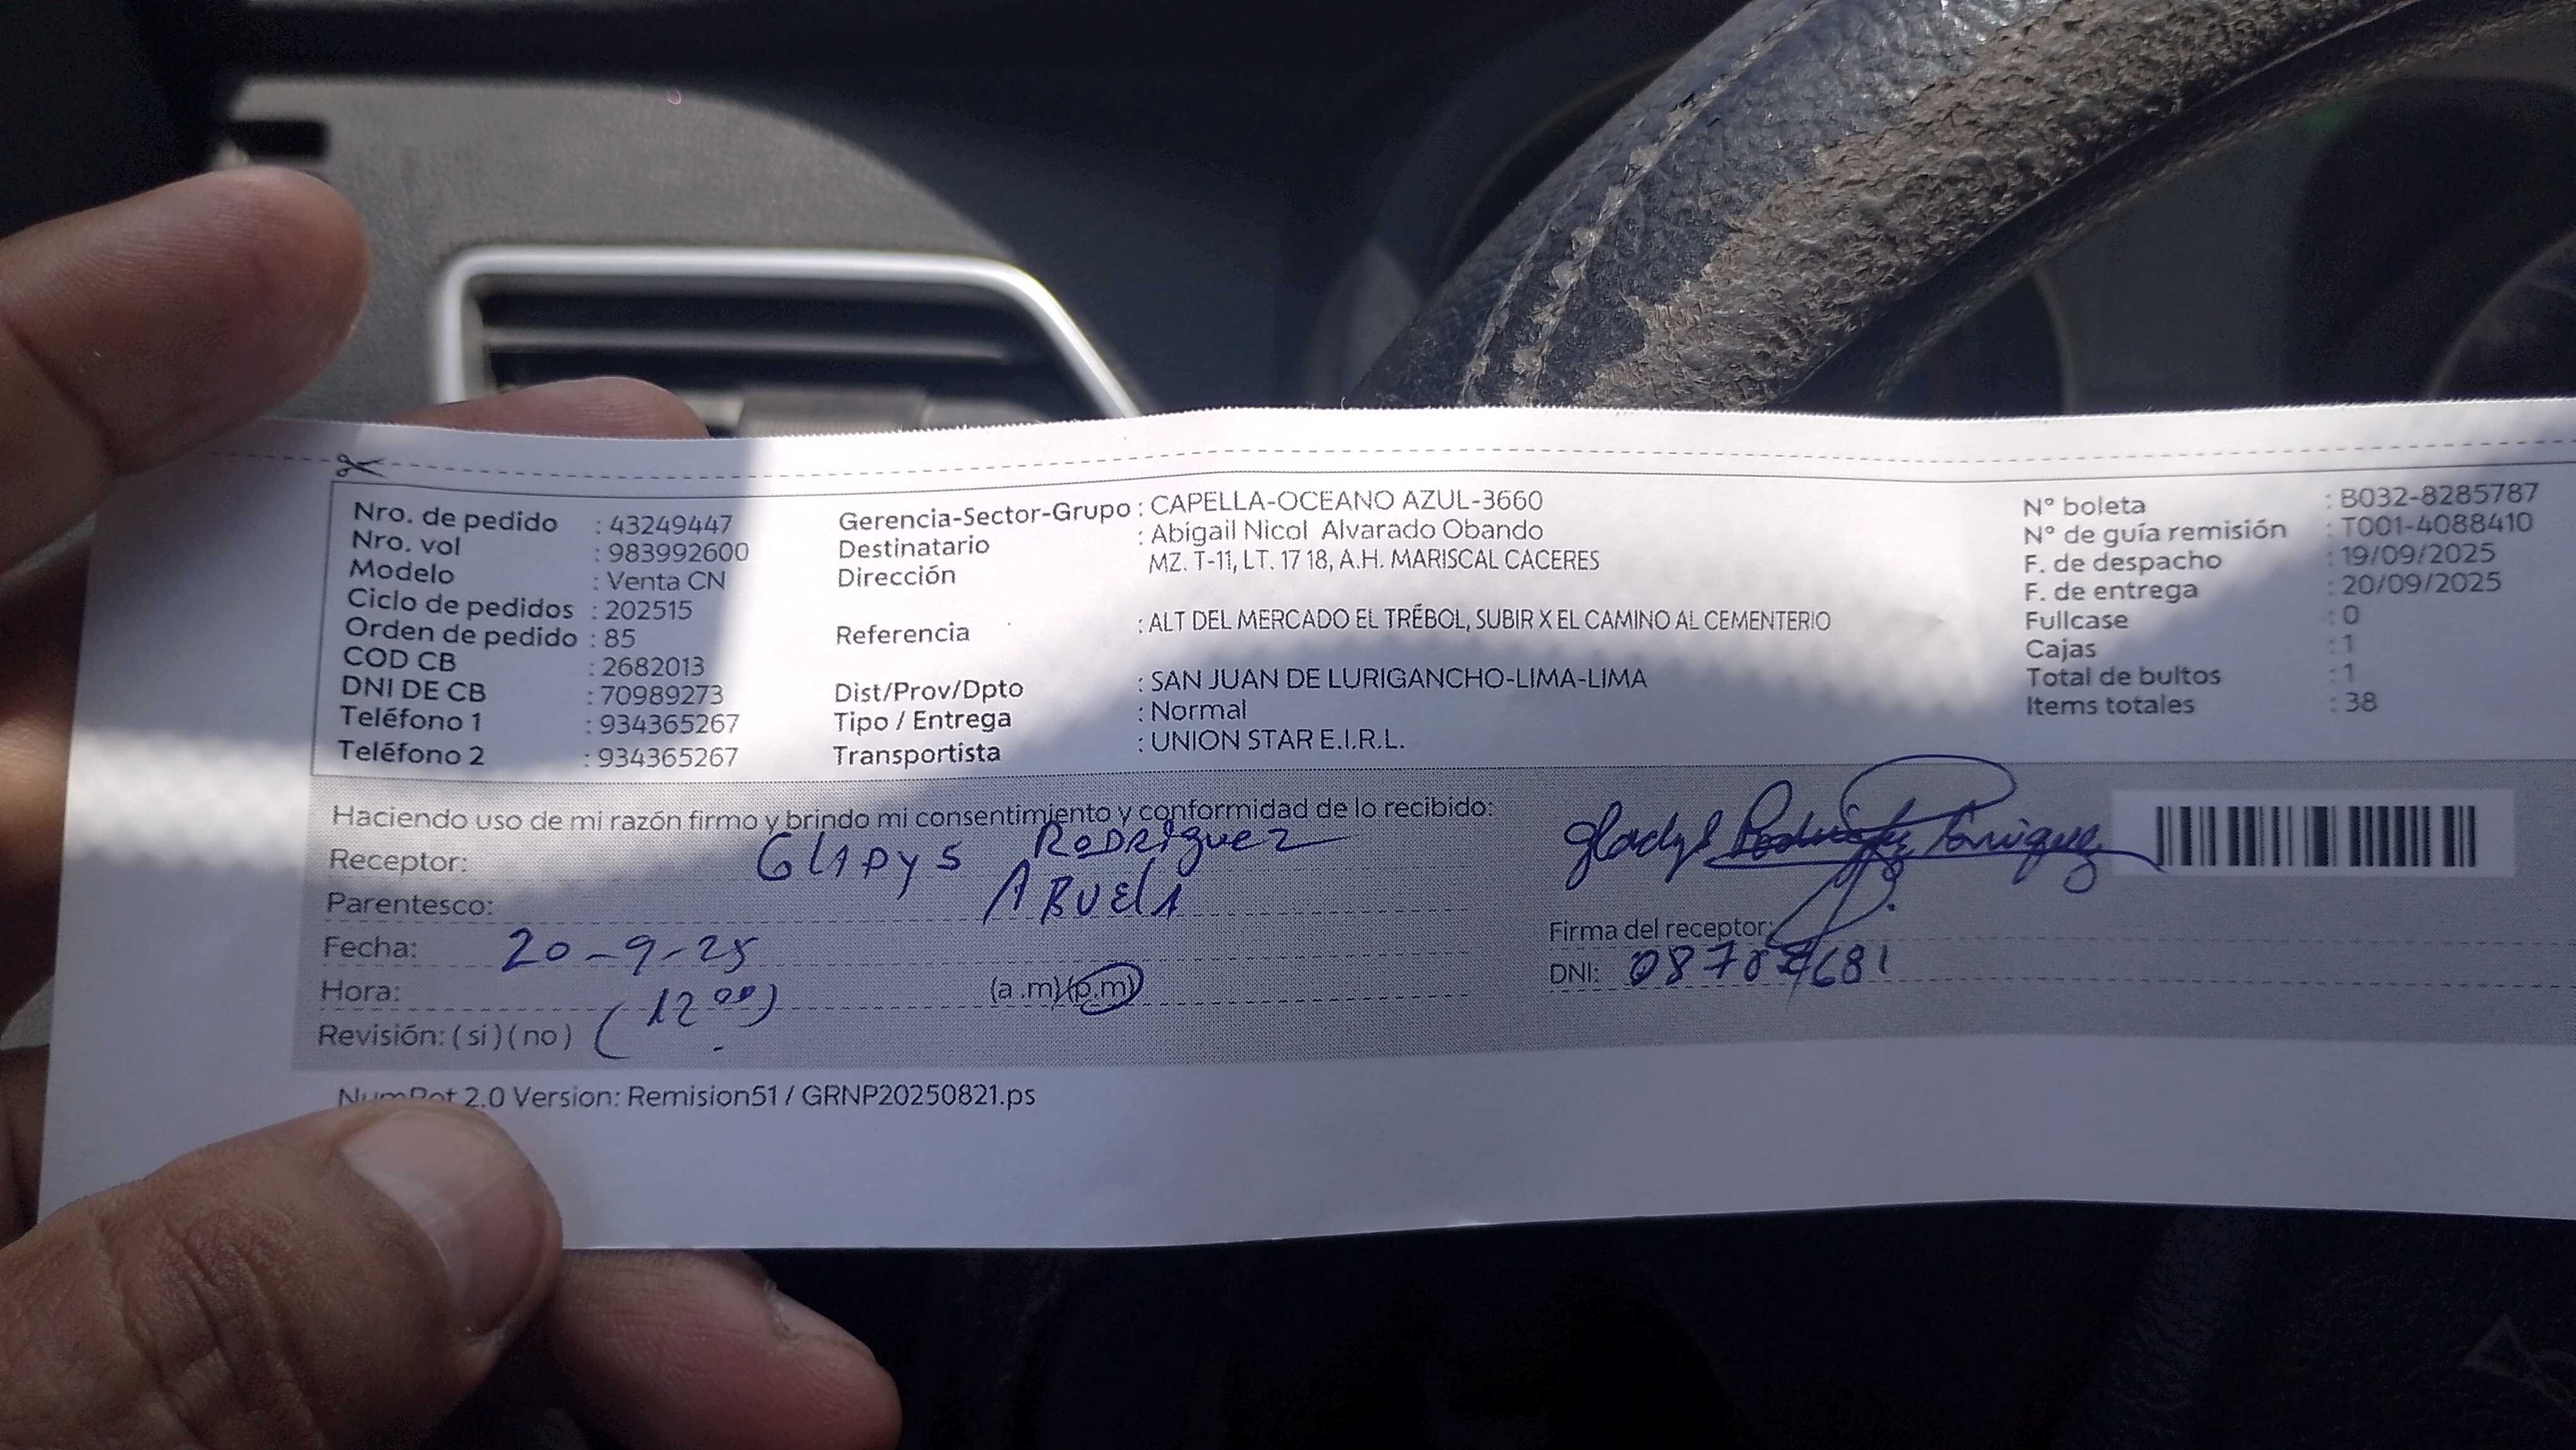 Nro. de pedido : 43249447
Nro. vol : 983992600
Modelo : Venta CN
Ciclo de pedidos : 202515
Orden de pedido : 85
COD CB : 2682013
DNI DE CB : 70989273
Teléfono 1 : 934365267
Teléfono 2 : 934365267
Gerencia-Sector-Grupo : CAPELLA-OCEANO AZUL-3660
Destinatario : Abigail Nicol Alvarado Obando
Dirección MZ. T-11, LT. 17 18, A.H. MARISCAL CACERES
Referencia : ALT DEL MERCADO EL TRÉBOL, SUBIR X EL CAMINO AL CEMENTERIO
Dist/Prov/Dpto : SAN JUAN DE LURIGANCHO-LIMA-LIMA
Tipo / Entrega : Normal
Transportista : UNION STAR E.I.R.L.
N° boleta : B032-8285787
N° de guía remisión : T001-4088410
F. de despacho : 19/09/2025
F. de entrega : 20/09/2025
Fullcase : 0
Cajas : 1
Total de bultos : 1
Items totales : 38
Haciendo uso de mi razón firmo y brindo mi consentimiento y conformidad de lo recibido:
Receptor: GLADYS RODRIGUEZ
Parentesco: ABUELA
Fecha: 20-9-25
Hora: (12 00) (a.m)(p.m)
Revisión: ( si ) ( no )
Gladys
Firma del receptor:
DNI:
2.0 Version: Remision51 / GRNP20250821.ps